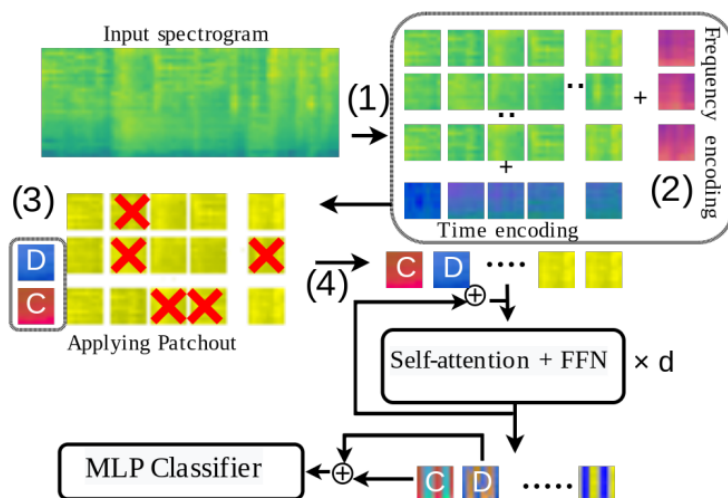 Input spectrogram
(1)
Frequency encoding
+
+
(2)
Time encoding
(3)
D
C
Applying Patchout
(4)
C D
+
Self-attention + FFN
× d
MLP Classifier
+
C D